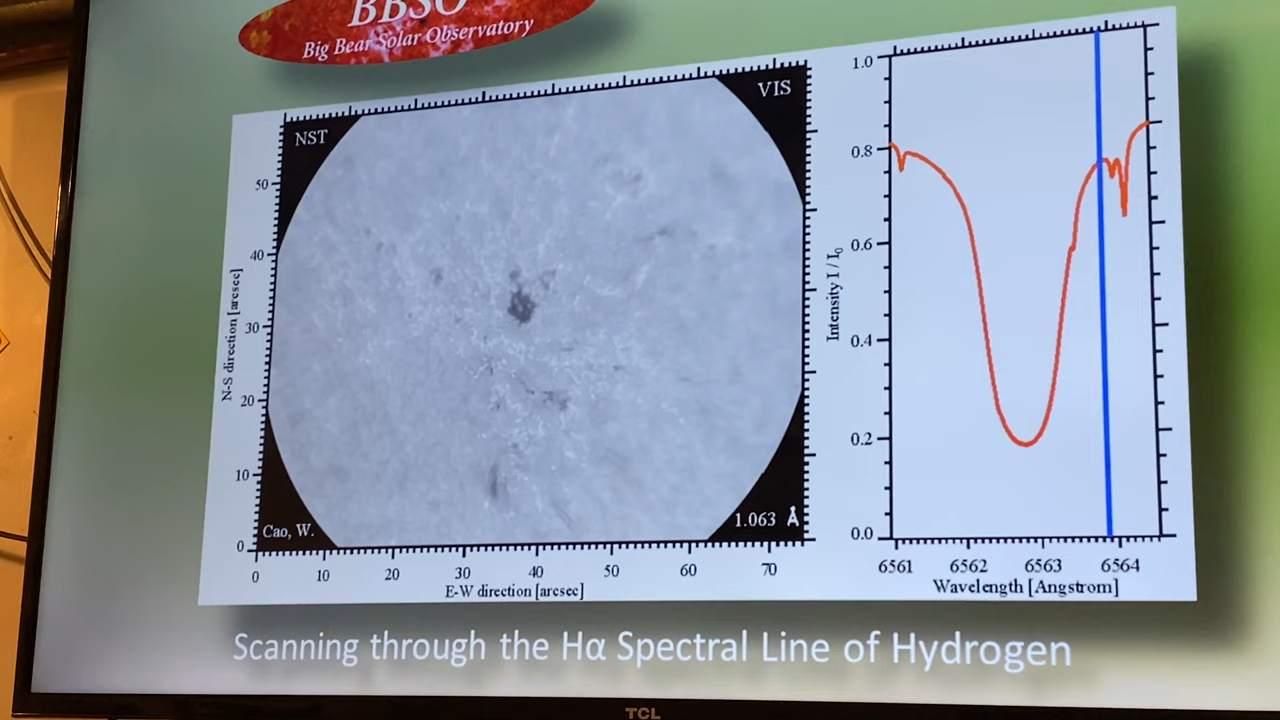 BBSO
Big Bear Solar Observatory
NST
VIS
50
40
30
20
10
0
N-S direction [arcsec]
Cao, W.
1.063 Å
0 10 20 30 40 50 60 70
E-W direction [arcsec]
1.0
0.8
0.6
0.4
0.2
0.0
Intensity I / I₀
6561 6562 6563 6564
Wavelength [Angstrom]
Scanning through the Hα Spectral Line of Hydrogen
TCL